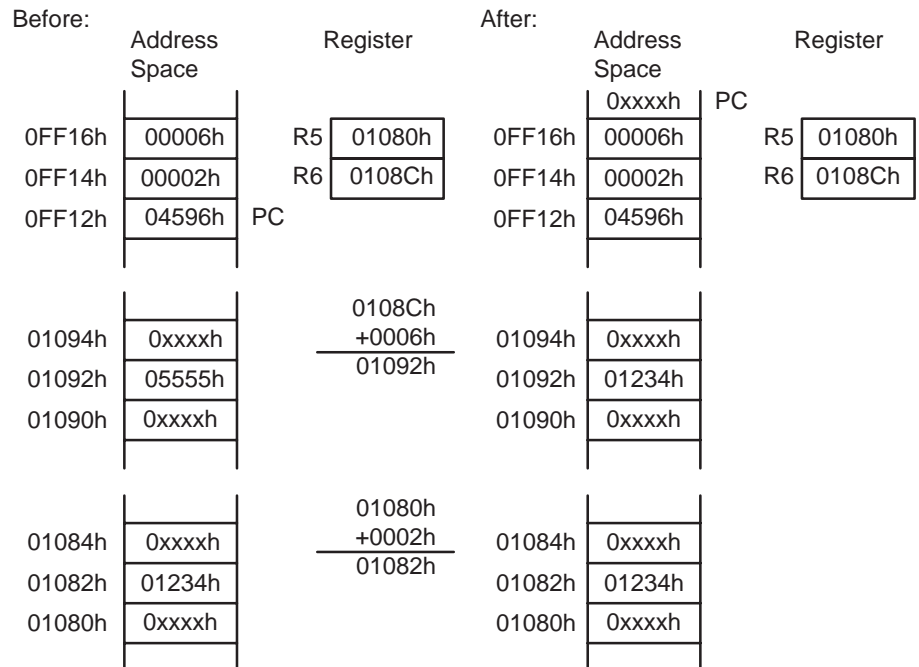 Before:
Address Space
Register
0FF16h 00006h R5 01080h
0FF14h 00002h R6 0108Ch
0FF12h 04596h PC
01094h 0xxxxh
01092h 05555h
01090h 0xxxxh
0108Ch
+0006h
01092h
01084h 0xxxxh
01082h 01234h
01080h 0xxxxh
01080h
+0002h
01082h
After:
Address Space
Register
0xxxxh PC
0FF16h 00006h R5 01080h
0FF14h 00002h R6 0108Ch
0FF12h 04596h
01094h 0xxxxh
01092h 01234h
01090h 0xxxxh
01084h 0xxxxh
01082h 01234h
01080h 0xxxxh